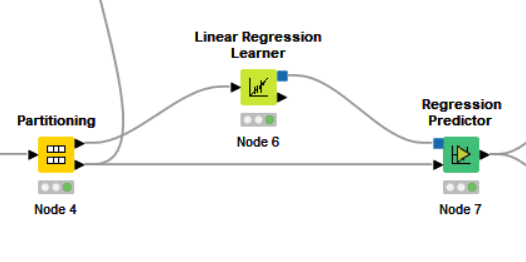 Linear Regression
Learner
Node 6
Partitioning
Node 4
Regression
Predictor
Node 7